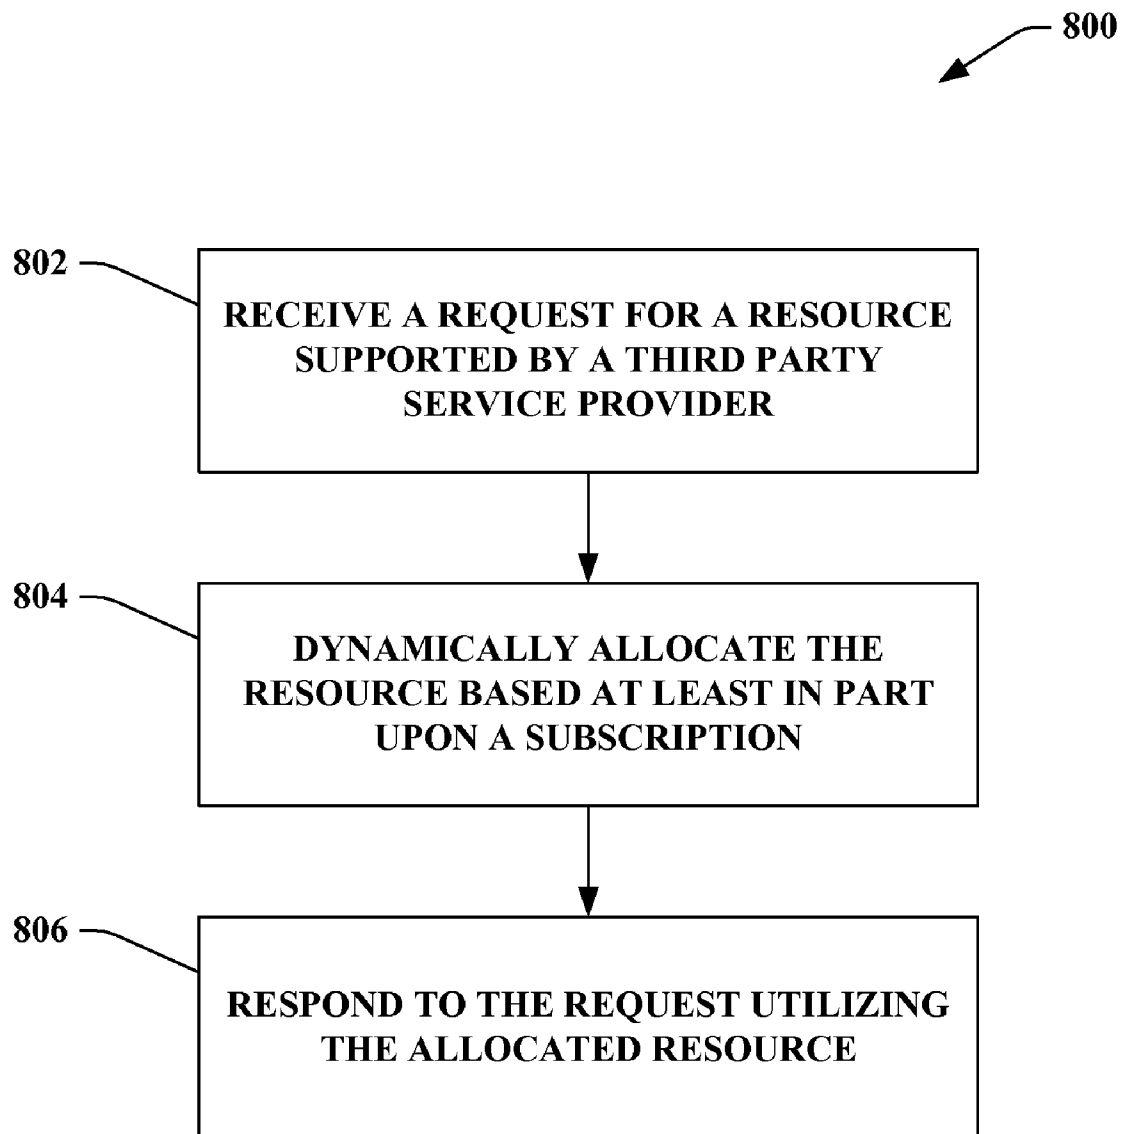 800
802
RECEIVE A REQUEST FOR A RESOURCE
SUPPORTED BY A THIRD PARTY
SERVICE PROVIDER
804
DYNAMICALLY ALLOCATE THE
RESOURCE BASED AT LEAST IN PART
UPON A SUBSCRIPTION
806
RESPOND TO THE REQUEST UTILIZING
THE ALLOCATED RESOURCE